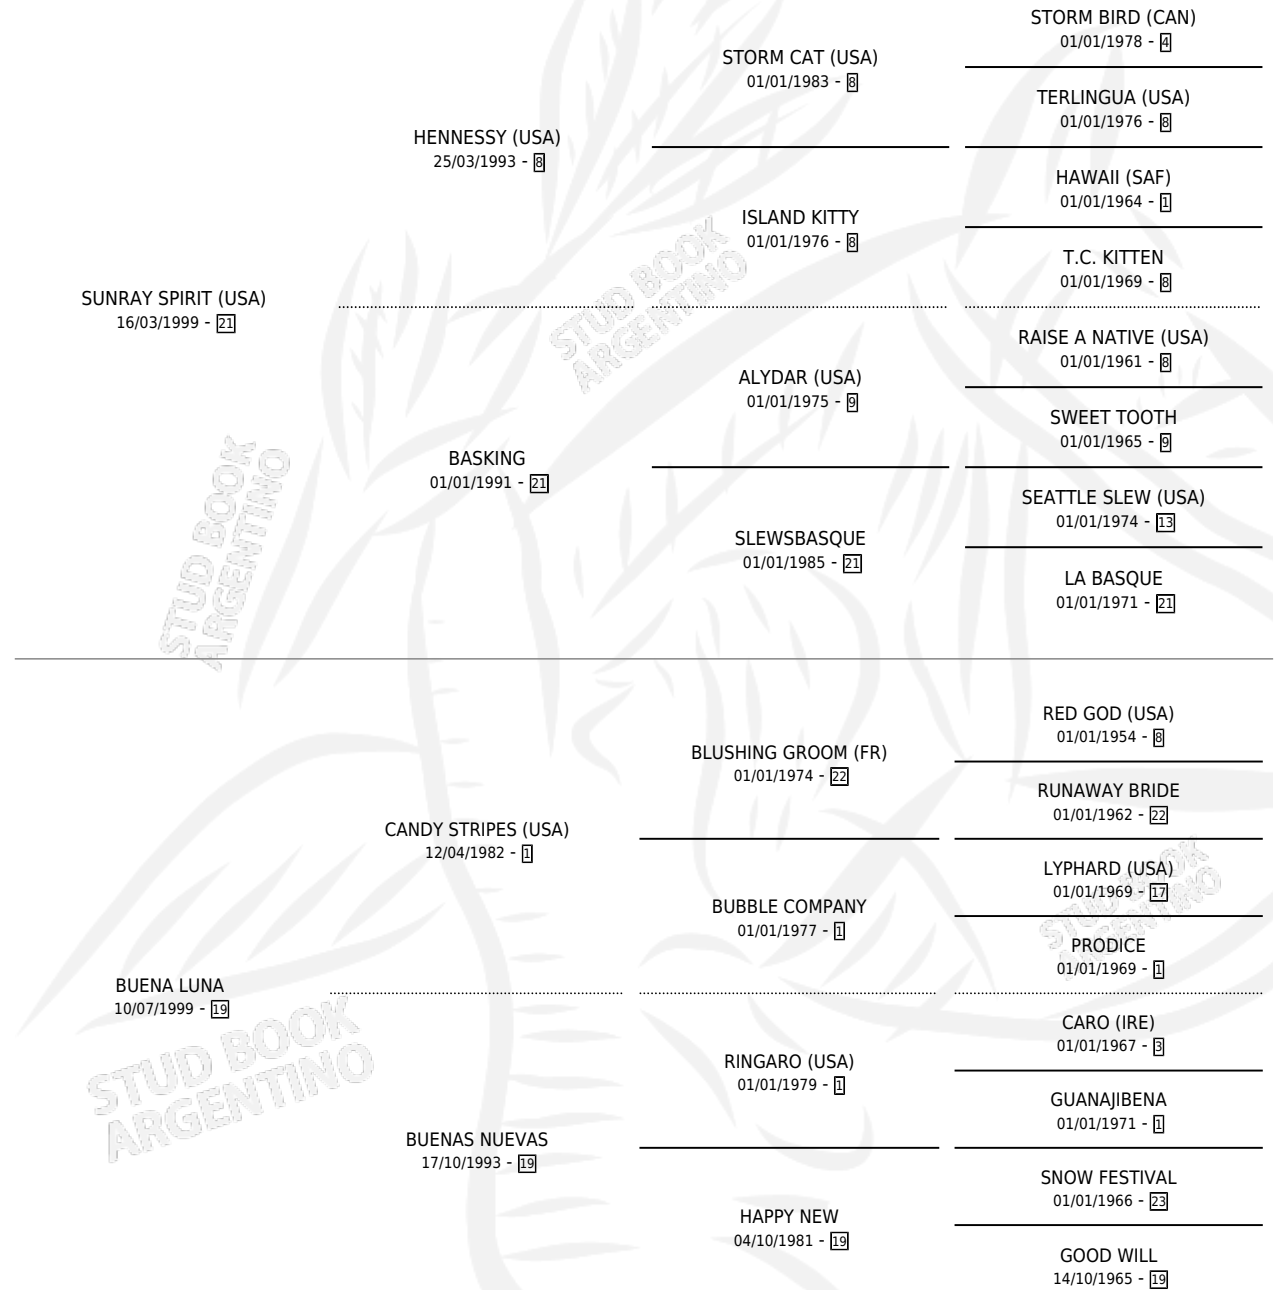 STORM BIRD (CAN)
01/01/1978 - 4
STORM CAT (USA)
01/01/1983 - 8
TERLINGUA (USA)
01/01/1976 - 8
HENNESSY (USA)
25/03/1993 - 8
HAWAII (SAF)
01/01/1964 - 1
ISLAND KITTY
01/01/1976 - 8
T.C. KITTEN
01/01/1969 - 8
SUNRAY SPIRIT (USA)
16/03/1999 - 21
RAISE A NATIVE (USA)
01/01/1961 - 8
ALYDAR (USA)
01/01/1975 - 9
SWEET TOOTH
01/01/1965 - 9
BASKING
01/01/1991 - 21
SEATTLE SLEW (USA)
01/01/1974 - 13
SLEWSBASQUE
01/01/1985 - 21
LA BASQUE
01/01/1971 - 21
RED GOD (USA)
01/01/1954 - 8
BLUSHING GROOM (FR)
01/01/1974 - 22
RUNAWAY BRIDE
01/01/1962 - 22
CANDY STRIPES (USA)
12/04/1982 - 1
LYPHARD (USA)
01/01/1969 - 17
BUBBLE COMPANY
01/01/1977 - 1
PRODICE
01/01/1969 - 1
BUENA LUNA
10/07/1999 - 19
CARO (IRE)
01/01/1967 - 3
RINGARO (USA)
01/01/1979 - 1
GUANAJIBENA
01/01/1971 - 1
BUENAS NUEVAS
17/10/1993 - 19
SNOW FESTIVAL
01/01/1966 - 23
HAPPY NEW
04/10/1981 - 19
GOOD WILL
14/10/1965 - 19
STUD BOOK
ARGENTINO
STUD BOOK
ARGENTINO
STUD BOOK
ARGENTINO
STUD BOOK
ARGENTINO